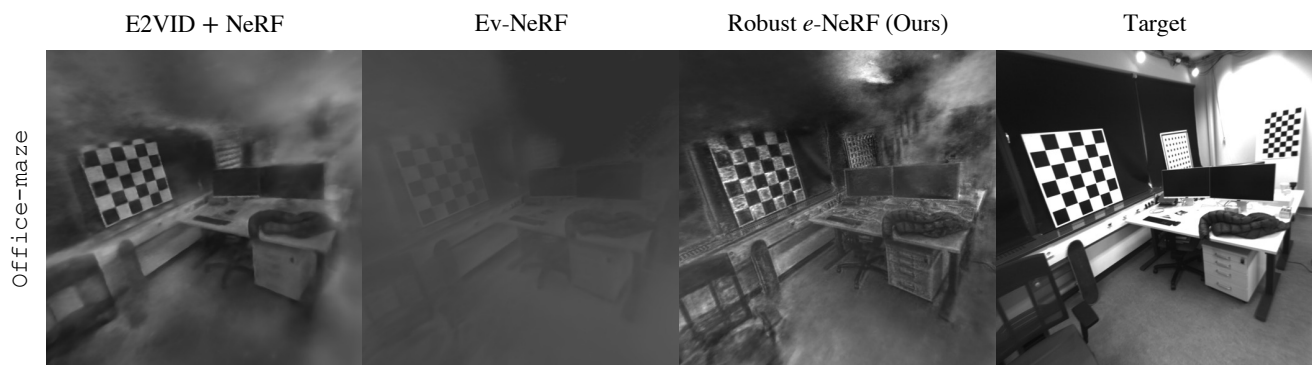 E2VID + NeRF
Ev-NeRF
Robust e-NeRF (Ours)
Target
Office-maze